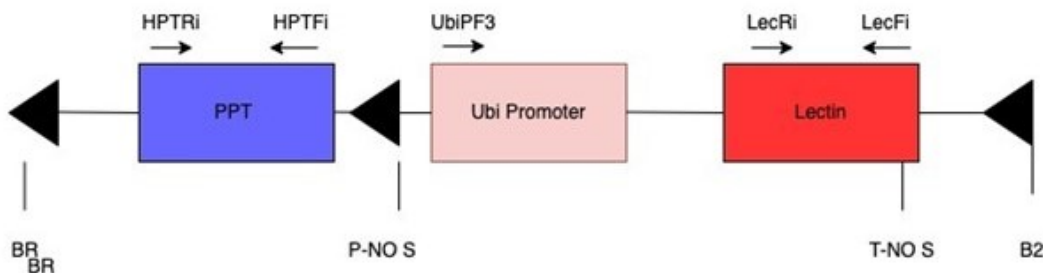 HPTRi HPTFi UbiPF3 LecRi LecFi
PPT Ubi Promoter Lectin
BR P-NO S T-NO S B2
BR